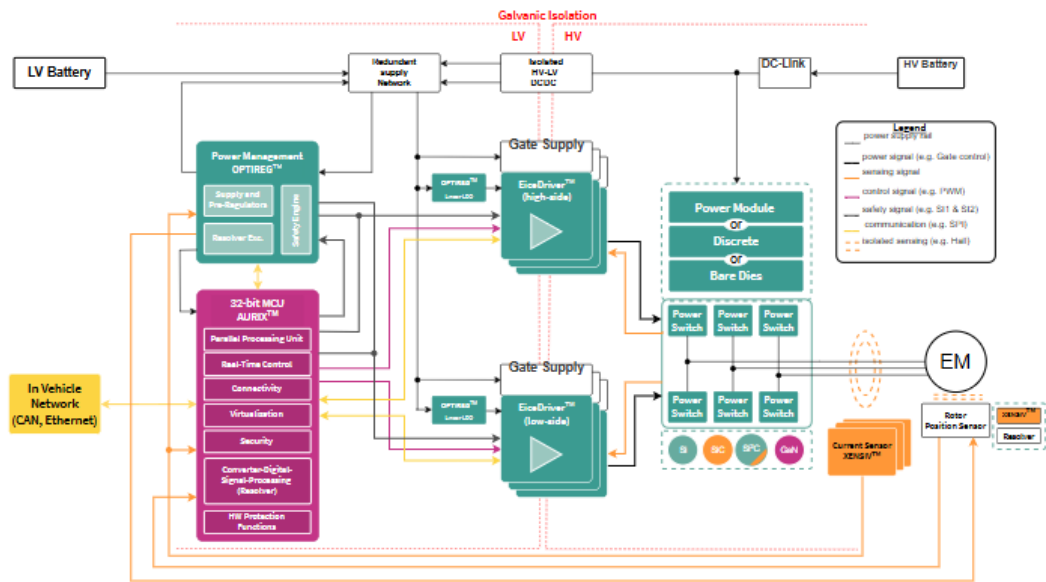 Galvanic Isolation
LV
HV
LV Battery
Redundant
supply
Network
Isolated
HV-LV
DCDC
DC-Link
HV Battery
Legend
power supply net
power signal (e.g. Gate control)
sensing signal
control signal (e.g. PWM)
safety signal (e.g. SI1 & SI2)
communication (e.g. SPI)
isolated sensing (e.g. Hall)
Power Management
OPTIREG™
Supply and
Pre-Regulators
Resolver Exc.
Safety Engine
Gate Supply
OPTIREG™
Linear LDO
EiceDriver™
(high-side)
Power Module
or
Discrete
or
Bare Dies
32-bit MCU
AURIX™
Parallel Processing Unit
Real-Time Control
Connectivity
Virtualization
Security
Converter-Digital-
Signal-Processing
(Resolver)
HW Protection
Functions
In Vehicle
Network
(CAN, Ethernet)
Gate Supply
OPTIREG™
Linear LDO
EiceDriver™
(low-side)
Power
Switch
Power
Switch
Power
Switch
Power
Switch
Power
Switch
Power
Switch
Si
SiC
GaN
EM
Current Sensor
XENSIV™
Rotor
Position Sensor
XENSIV™
Resolver